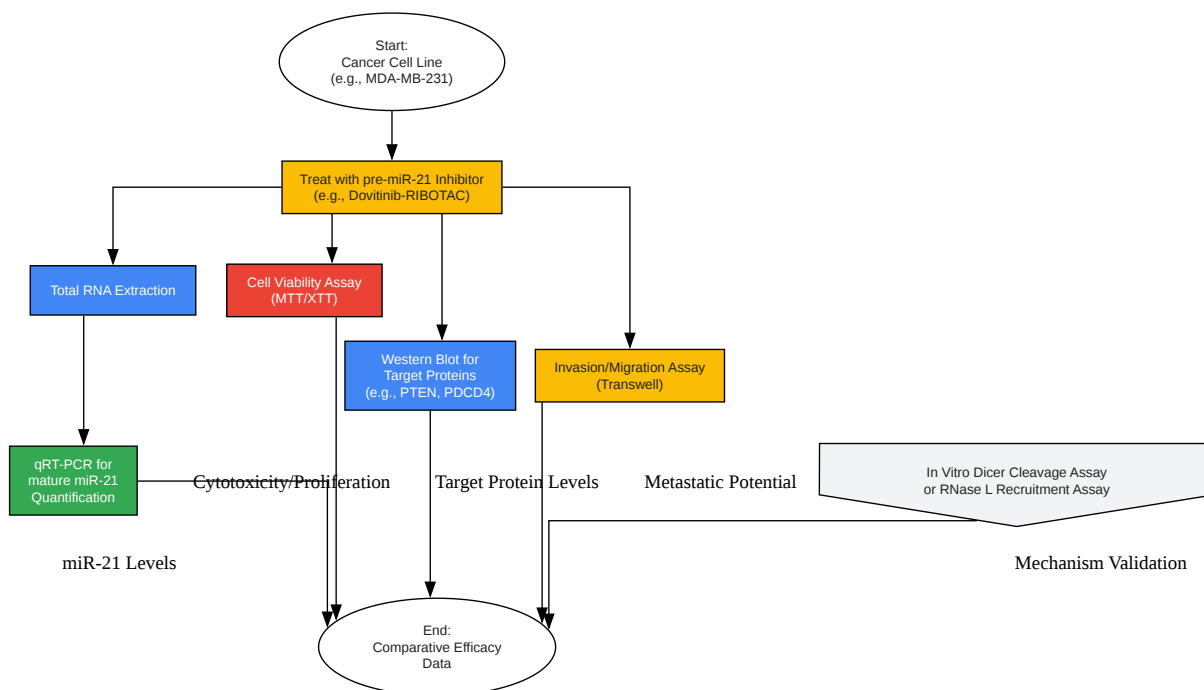 Start:
Cancer Cell Line
(e.g., MDA-MB-231)
Treat with pre-miR-21 Inhibitor
(e.g., Dovitinib-RIBOTAC)
Total RNA Extraction
Cell Viability Assay
(MTT/XTT)
Western Blot for
Target Proteins
(e.g., PTEN, PDCD4)
Invasion/Migration Assay
(Transwell)
qRT-PCR for
mature miR-21
Quantification
Cytotoxicity/Proliferation
Target Protein Levels
Metastatic Potential
In Vitro Dicer Cleavage Assay
or RNase L Recruitment Assay
miR-21 Levels
Mechanism Validation
End:
Comparative Efficacy
Data